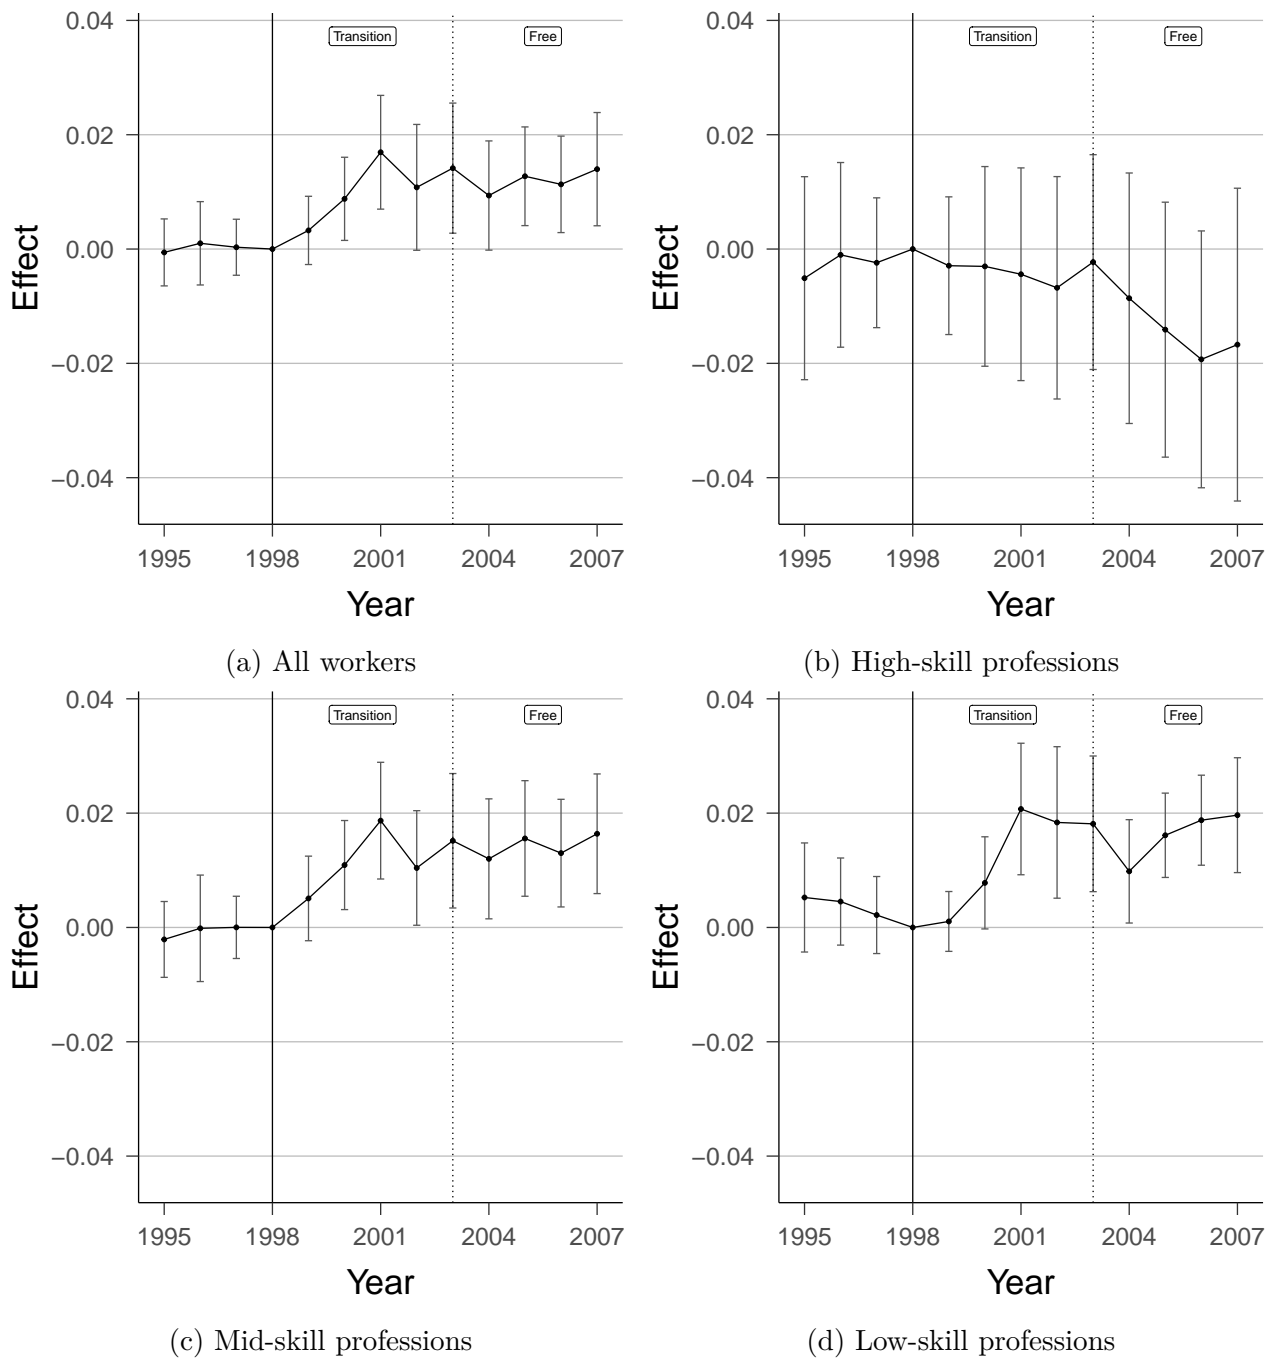 0.04
0.02
0.00
−0.02
−0.04
Effect
Transition
Free
1995
1998
2001
2004
2007
Year
(a) All workers
0.04
0.02
0.00
−0.02
−0.04
Effect
Transition
Free
1995
1998
2001
2004
2007
Year
(b) High-skill professions
0.04
0.02
0.00
−0.02
−0.04
Effect
Transition
Free
1995
1998
2001
2004
2007
Year
(c) Mid-skill professions
0.04
0.02
0.00
−0.02
−0.04
Effect
Transition
Free
1995
1998
2001
2004
2007
Year
(d) Low-skill professions